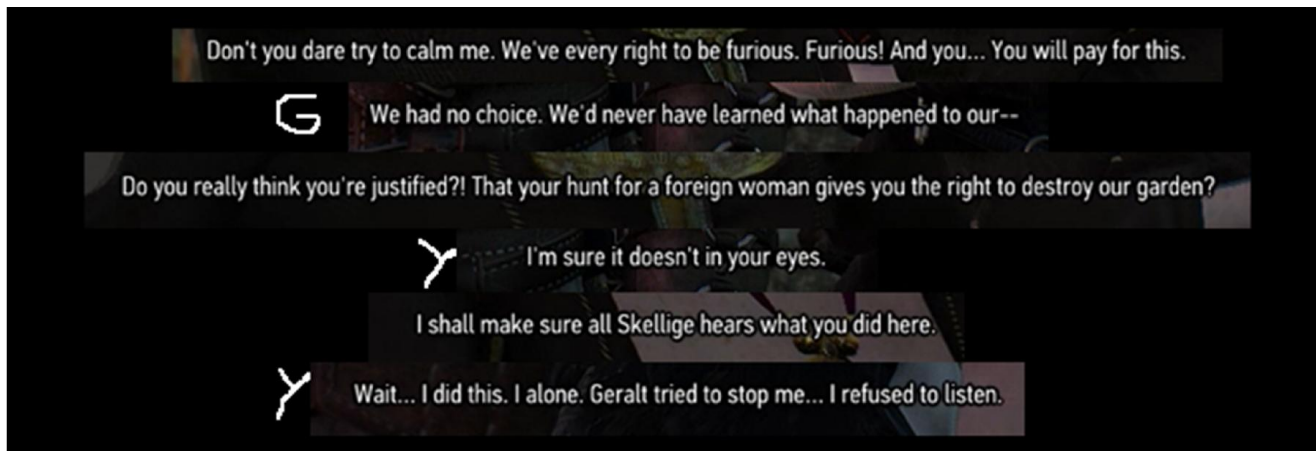 Don't you dare try to calm me. We've every right to be furious. Furious! And you... You will pay for this.
G We had no choice. We'd never have learned what happened to our--
Do you really think you're justified?! That your hunt for a foreign woman gives you the right to destroy our garden?
Y I'm sure it doesn't in your eyes.
I shall make sure all Skellige hears what you did here.
Y Wait... I did this. I alone. Geralt tried to stop me... I refused to listen.